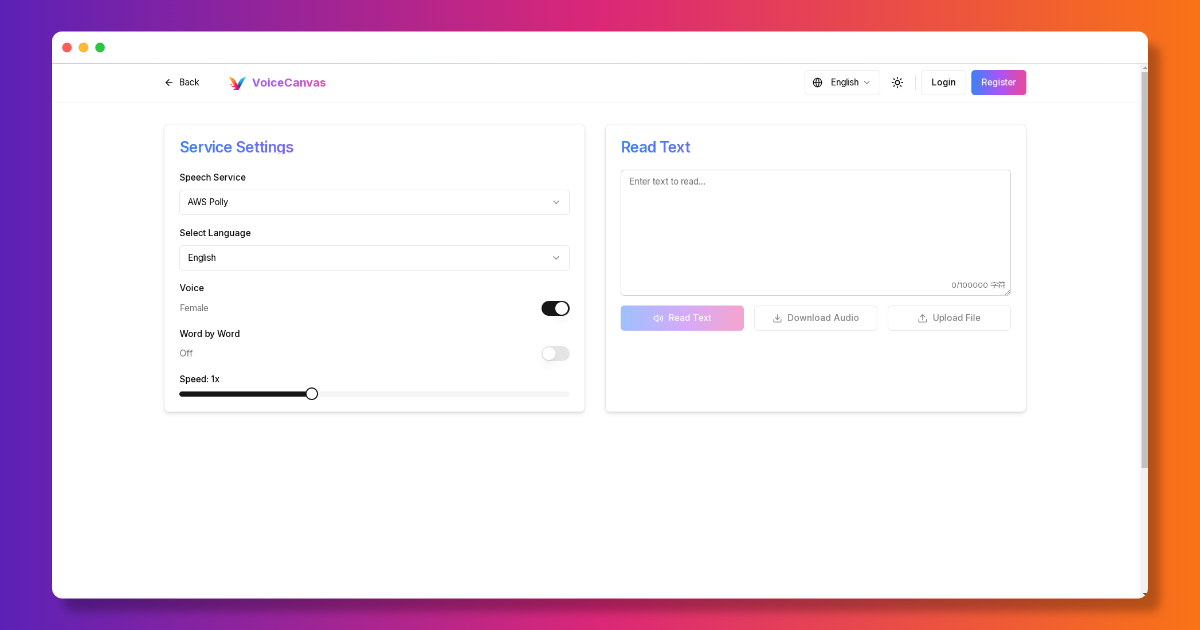 Back
VoiceCanvas
English
Login
Register
Service Settings
Speech Service
AWS Polly
Select Language
English
Voice
Female
Word by Word
Off
Speed: 1x
Read Text
Enter text to read...
0/100000 字符
Read Text
Download Audio
Upload File